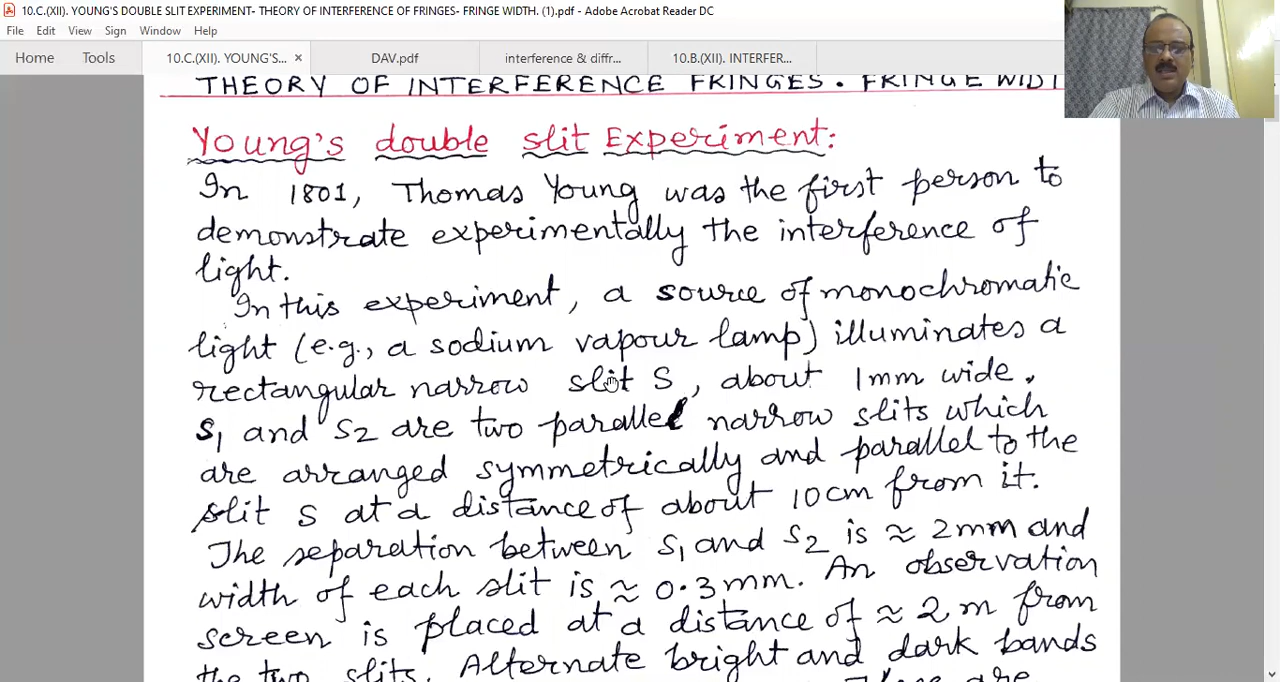 10.C.(XII). YOUNG'S DOUBLE SLIT EXPERIMENT- THEORY OF INTERFERENCE OF FRINGES- FRINGE WIDTH. (1).pdf - Adobe Acrobat Reader DC
File Edit View Sign Window Help
Home Tools 10.C.(XII). YOUNG'S... × DAV.pdf interference & diffr... 10.B.(XII). INTERFER...
THEORY OF INTERFERENCE FRINGES. FRINGE WIDT
Young's double slit Experiment:
In 1801, Thomas Young was the first person to
demonstrate experimentally the interference of
light.
In this experiment, a source of monochromatic
light (e.g., a sodium vapour lamp) illuminates a
rectangular narrow slit S, about 1mm wide.
S1 and S2 are two parallel narrow slits which
are arranged symmetrically and parallel to the
slit S at a distance of about 10cm from it.
The separation between S1 and S2 is ≈ 2mm and
width of each slit is ≈ 0.3mm. An observation
screen is placed at a distance of ≈ 2m from
the two slits. Alternate bright and dark bands